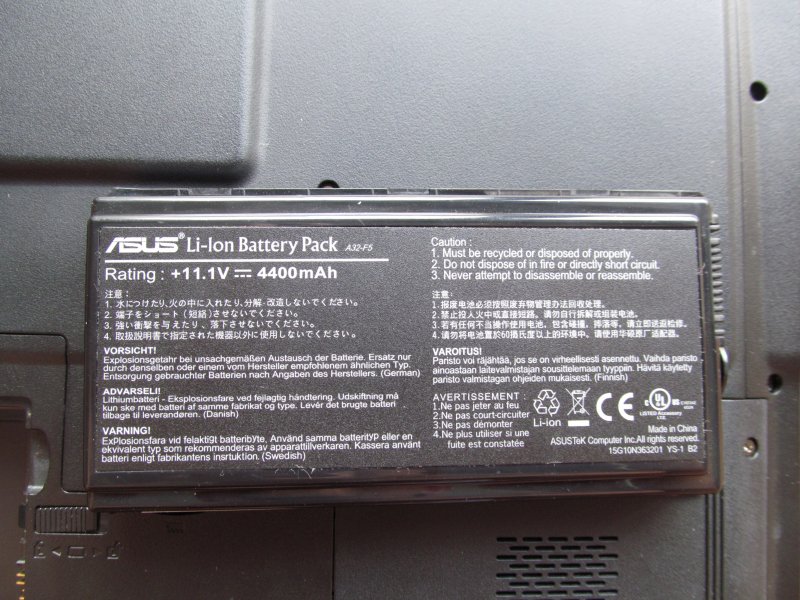 ASUS® Li-Ion Battery Pack A32-F5
Rating : +11.1V ⎓ 4400mAh
注意 :
1. 水につけたり,火の中に入れたり,分解、改造しないでください。
2. 端子をショート（短絡）させないでください。
3. 強い衝撃を与えたり 、落下させないでください。
4. 取扱説明書で指定された機器以外に使用しないでください。
VORSICHT!
Explosionsgetahr bei unsachgemäßen Austausch der Batterie. Ersatz nur
durch denselben oder einem vom Hersteller empfohlenem ähnlichen Typ.
Entsorgung gebrauchter Batterien nach Angaben des Herstellers. (German)
ADVARSELI!
Lithiumbatteri - Eksplosionsfare ved fejlagtig håndtering. Udskiftning må
kun ske med batteri af samme fabrikat og type. Levér det brugte batteri
tilbage til leverandøren. (Danish)
VARNING!
Explosionsfara vid felaktigt batteribyte, Använd samma batterityp eller en
ekvivalent typ som rekommenderas av apparattillverkaren. Kassera använt
batteri enligt fabrikantens insrtuktion. (Swedish)
Caution :
1. Must be recycled or disposed of properly.
2. Do not dispose of in fire or directly short circuit.
3. Never attempt to disassemble or reassemble.
注意 :
1.报废电池必须按照废弃物管理办法回收处理。
2.禁止投入火中或直接短路。请勿自行拆解或组装电池。
3.若有任何不当操作使用电池，包含碰撞，摔落等，请立即送返检修。
4.请勿将电池置於60摄氏度以上的环境中。请使用华硕原厂电池。
VAROITUS!
Paristo voi räjähtää, jos se on virheellisesti asennettu. Vaihda paristo
ainoastaan laitevalmistajan sousittelemaan tyyppiin. Hävitä käytetty
paristo valmistagan ohjeiden mukaisesti. (Finnish)
AVERTISSEMENT :
1.Ne pas jeter au feu
2.Ne pas court-circuiter
3.Ne pas démonter
4.Ne plus utiliser si une
fuite est constatée
Li-Ion
CE
c UL us
LISTED Accessory
Made in China
ASUSTeK Computer Inc.All rights reserved.
15G10N363201 YS-1 B2